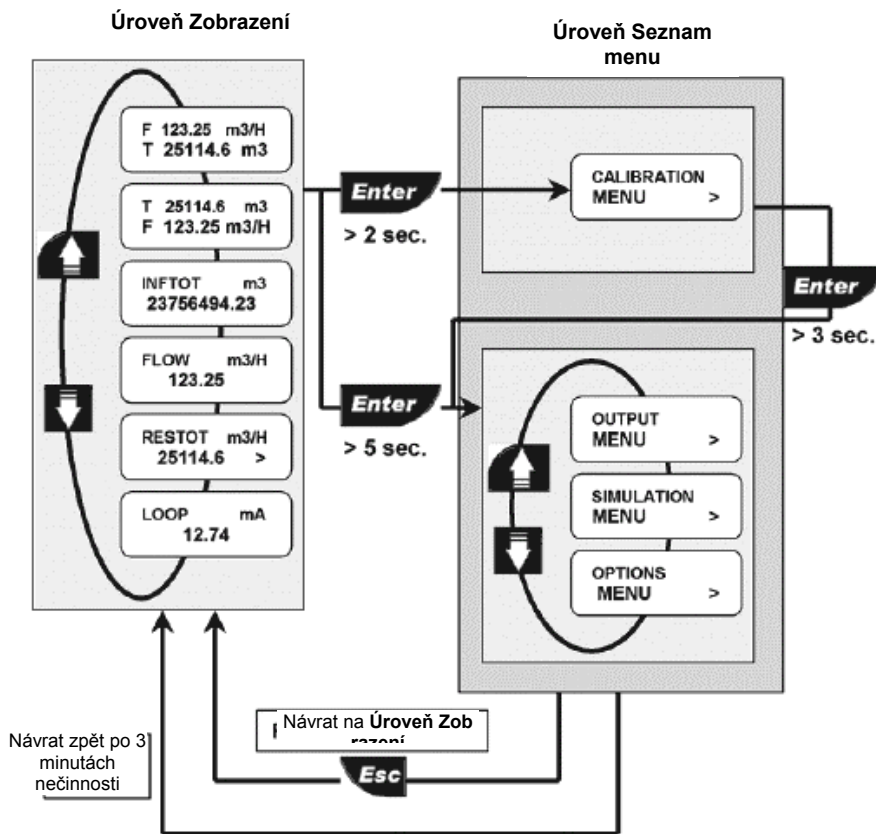 Úroveň Zobrazení
Úroveň Seznam
menu
F 123.25 m3/H
T 25114.6 m3
T 25114.6 m3
F 123.25 m3/H
INFTOT m3
23756494.23
FLOW m3/H
123.25
RESTOT m3/H
25114.6 >
LOOP mA
12.74
Enter
> 2 sec.
Enter
> 5 sec.
CALIBRATION
MENU >
Enter
> 3 sec.
OUTPUT
MENU >
SIMULATION
MENU >
OPTIONS
MENU >
Návrat na Úroveň Zob
razení
Esc
Návrat zpět po 3
minutách
nečinnosti